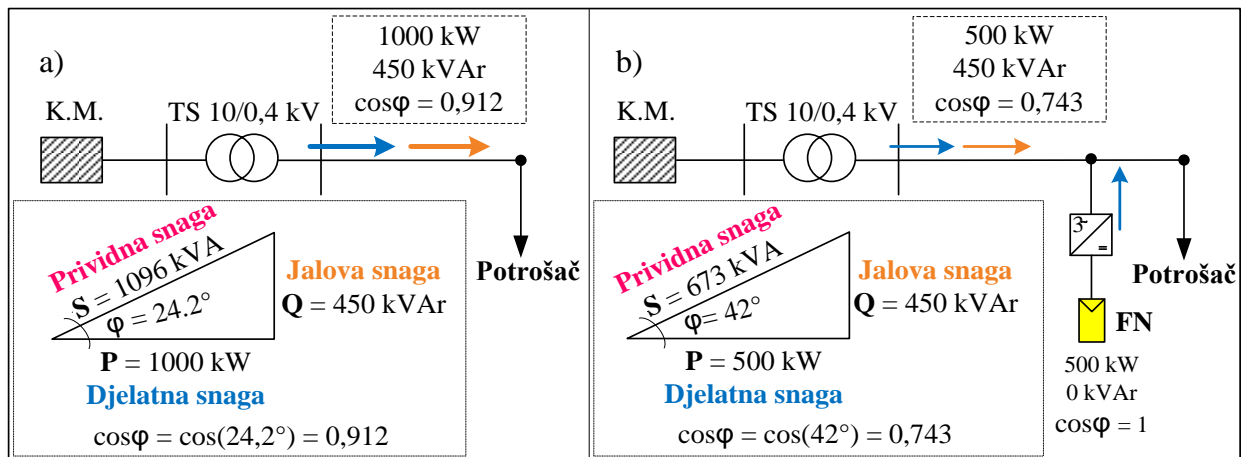 a)
1000 kW
450 kVAr
cosφ = 0,912
K.M.
TS 10/0,4 kV
Potrošač
Prividna snaga
S = 1096 kVA
φ = 24.2°
Jalova snaga
Q = 450 kVAr
P = 1000 kW
Djelatna snaga
cosφ = cos(24,2°) = 0,912
b)
500 kW
450 kVAr
cosφ = 0,743
K.M.
TS 10/0,4 kV
3~
=
Potrošač
FN
500 kW
0 kVAr
cosφ = 1
Prividna snaga
S = 673 kVA
φ= 42°
Jalova snaga
Q = 450 kVAr
P = 500 kW
Djelatna snaga
cosφ = cos(42°) = 0,743